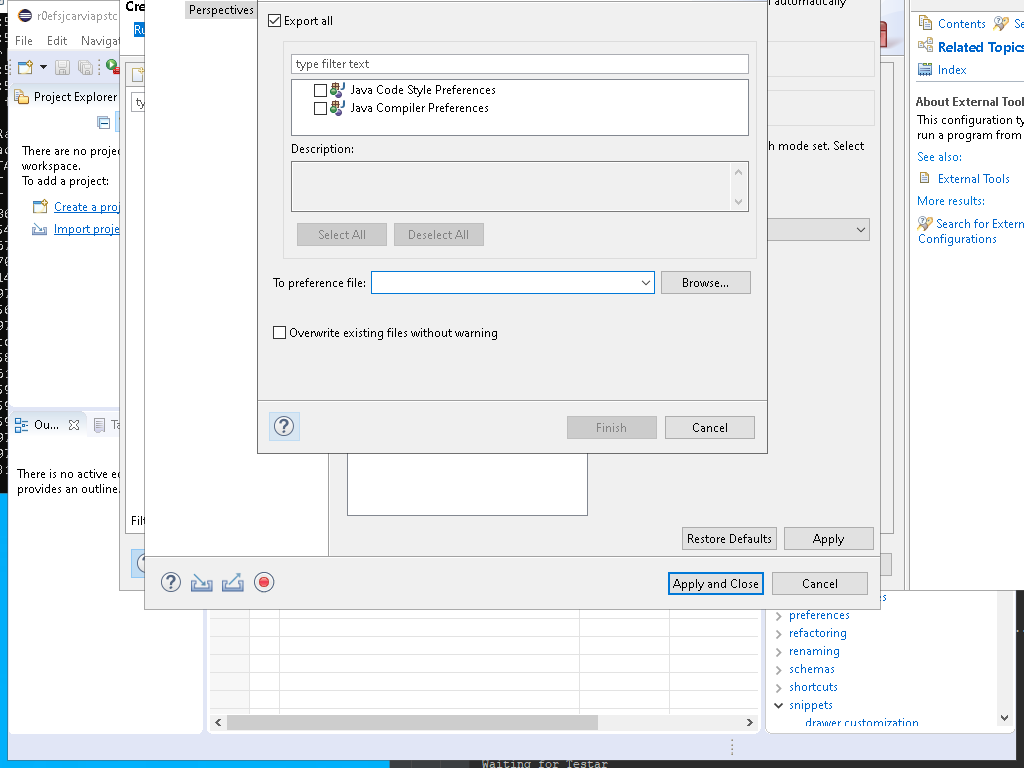 r0efsjcarviapstc
File Edit Navigat
Project Explorer
There are no proje
workspace.
To add a project:
Create a proj
Import proje
Ou...
Ta
There is no active e
provides an outline.
Cre
Ru
ty
Filt
Perspectives
Export all
type filter text
Java Code Style Preferences
Java Compiler Preferences
Description:
Select All
Deselect All
To preference file:
Browse...
Overwrite existing files without warning
?
Finish
Cancel
automatically
h mode set. Select
Restore Defaults
Apply
?
Apply and Close
Cancel
Contents
Se
Related Topics
Index
About External Tool
This configuration ty
run a program from
See also:
External Tools
More results:
Search for Extern
Configurations
es
preferences
refactoring
renaming
schemas
shortcuts
snippets
drawer customization
Waiting for Testar